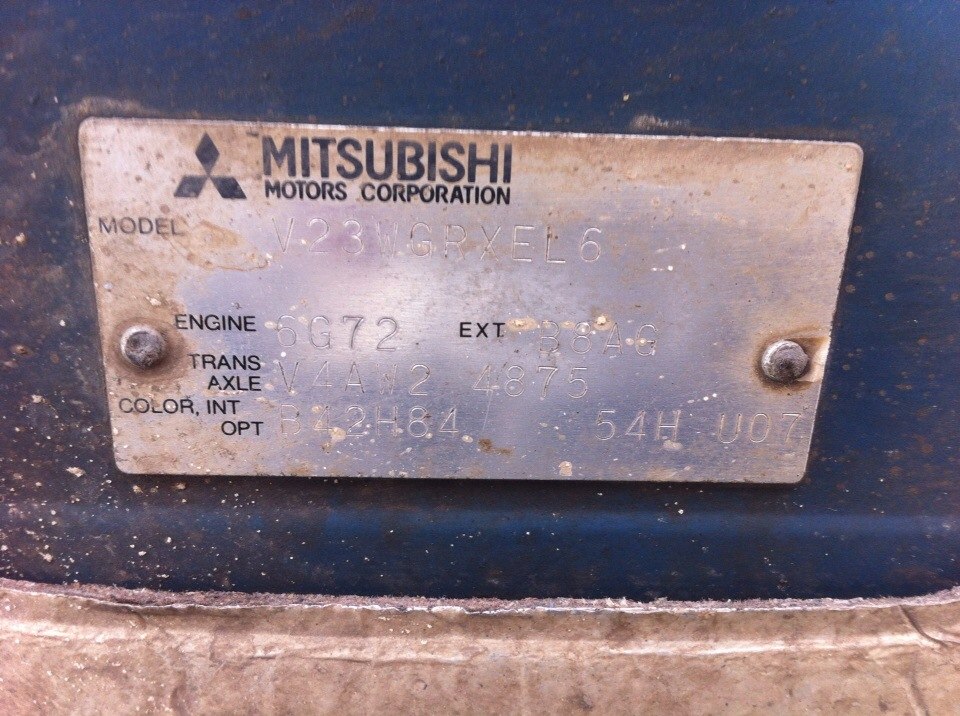 MITSUBISHI
MOTORS CORPORATION
MODEL V23WGRXEL6
ENGINE 6G72 EXT B8AG
TRANS
AXLE V4AW2 4875
COLOR, INT
OPT B42H84 54H U07